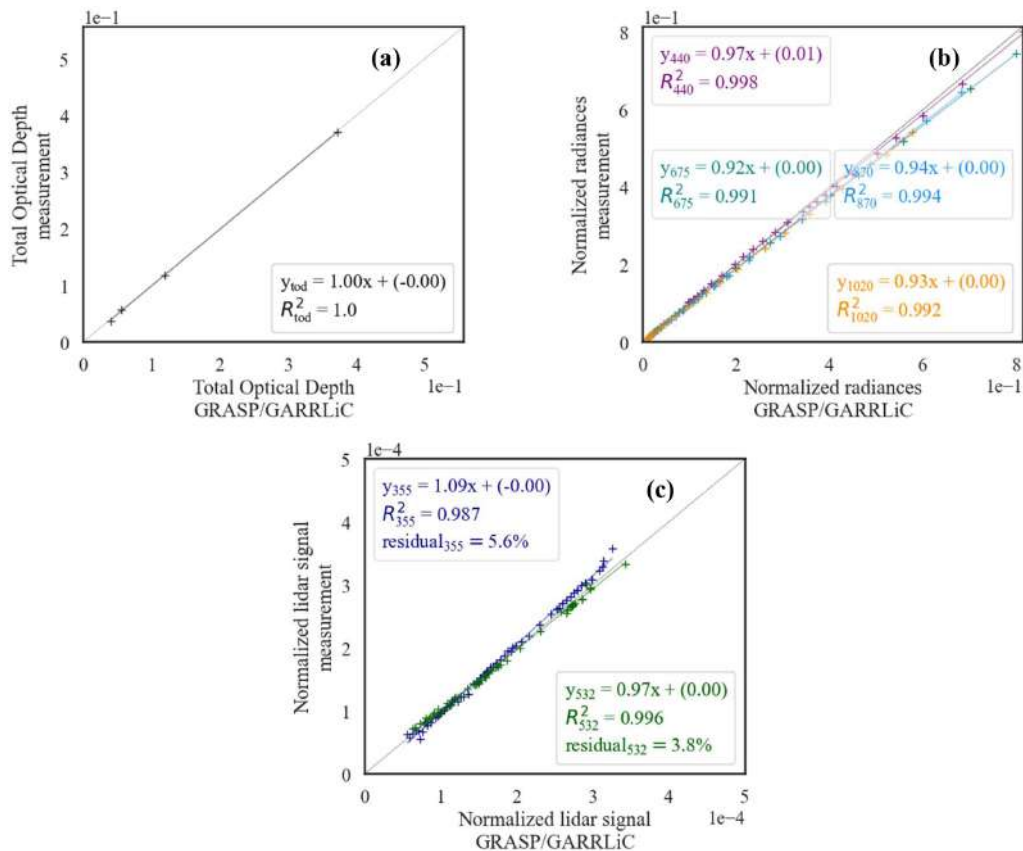 1e−1
(a)
5
4
3
2
1
0
Total Optical Depth
measurement
y_tod = 1.00x + (-0.00)
R²_tod = 1.0
0 1 2 3 4 5
Total Optical Depth 1e−1
GRASP/GARRLiC
1e−1
(b)
8
6
4
2
0
Normalized radiances
measurement
y_440 = 0.97x + (0.01)
R²_440 = 0.998
y_675 = 0.92x + (0.00)
R²_675 = 0.991
y_870 = 0.94x + (0.00)
R²_870 = 0.994
y_1020 = 0.93x + (0.00)
R²_1020 = 0.992
0 2 4 6 8
Normalized radiances 1e−1
GRASP/GARRLiC
1e−4
(c)
5
4
3
2
1
0
Normalized lidar signal
measurement
y_355 = 1.09x + (-0.00)
R²_355 = 0.987
residual_355 = 5.6%
y_532 = 0.97x + (0.00)
R²_532 = 0.996
residual_532 = 3.8%
0 1 2 3 4 5
Normalized lidar signal 1e−4
GRASP/GARRLiC